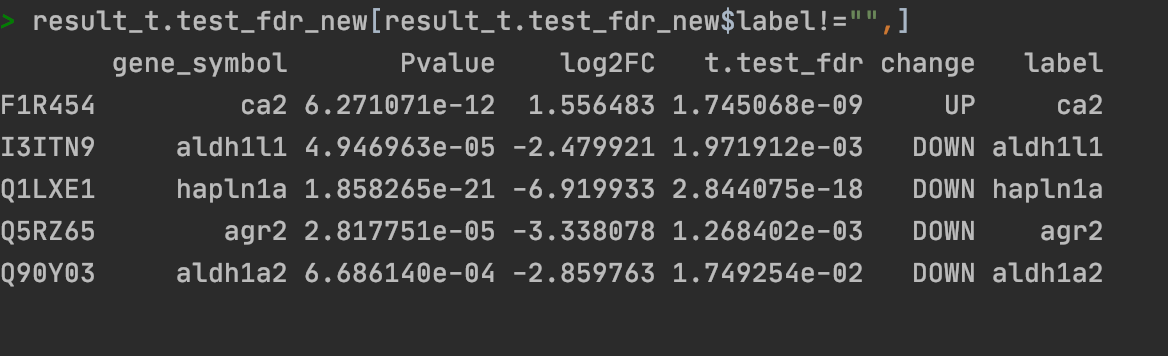 > result_t.test_fdr_new[result_t.test_fdr_new$label!="",]
gene_symbol Pvalue log2FC t.test_fdr change label
F1R454 ca2 6.271071e-12 1.556483 1.745068e-09 UP ca2
I3ITN9 aldh1l1 4.946963e-05 -2.479921 1.971912e-03 DOWN aldh1l1
Q1LXE1 hapln1a 1.858265e-21 -6.919933 2.844075e-18 DOWN hapln1a
Q5RZ65 agr2 2.817751e-05 -3.338078 1.268402e-03 DOWN agr2
Q90Y03 aldh1a2 6.686140e-04 -2.859763 1.749254e-02 DOWN aldh1a2